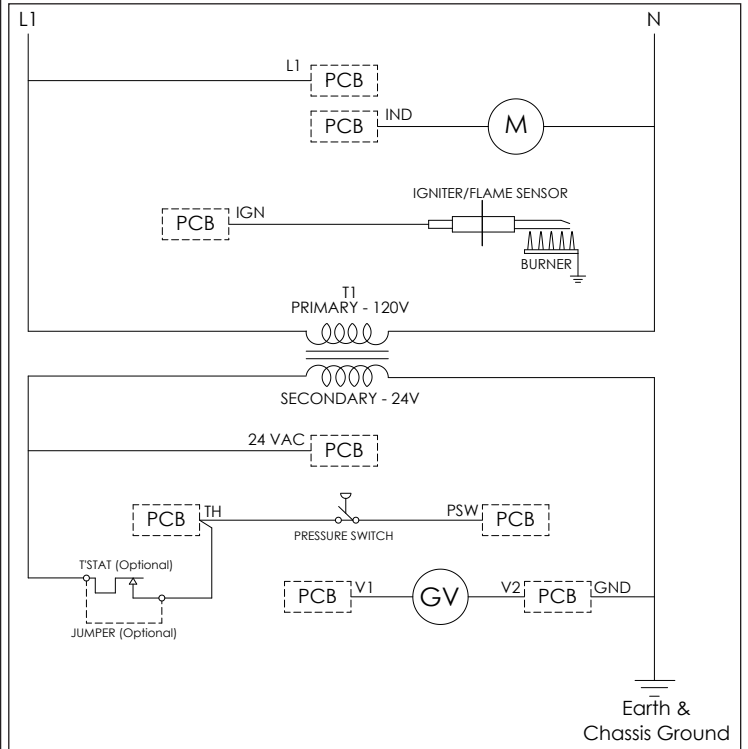 L1 N
L1 PCB
PCB IND M
IGNITER/FLAME SENSOR
PCB IGN
BURNER
T1
PRIMARY - 120V
SECONDARY - 24V
24 VAC PCB
PCB TH PSW PCB
PRESSURE SWITCH
T'STAT (Optional)
PCB V1 GV V2 PCB GND
JUMPER (Optional)
Earth &
Chassis Ground